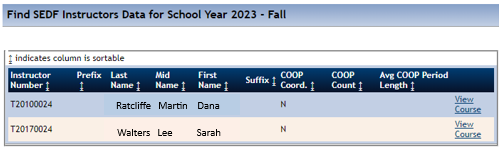 Find SEDF Instructors Data for School Year 2023 - Fall
↕ indicates column is sortable
Instructor Number ↕ Prefix ↕ Last Name ↕ Mid Name ↕ First Name ↕ Suffix ↕ COOP Coord. ↕ COOP Count ↕ Avg COOP Period Length ↕
T20100024 Ratcliffe Martin Dana N View Course
T20170024 Walters Lee Sarah N View Course